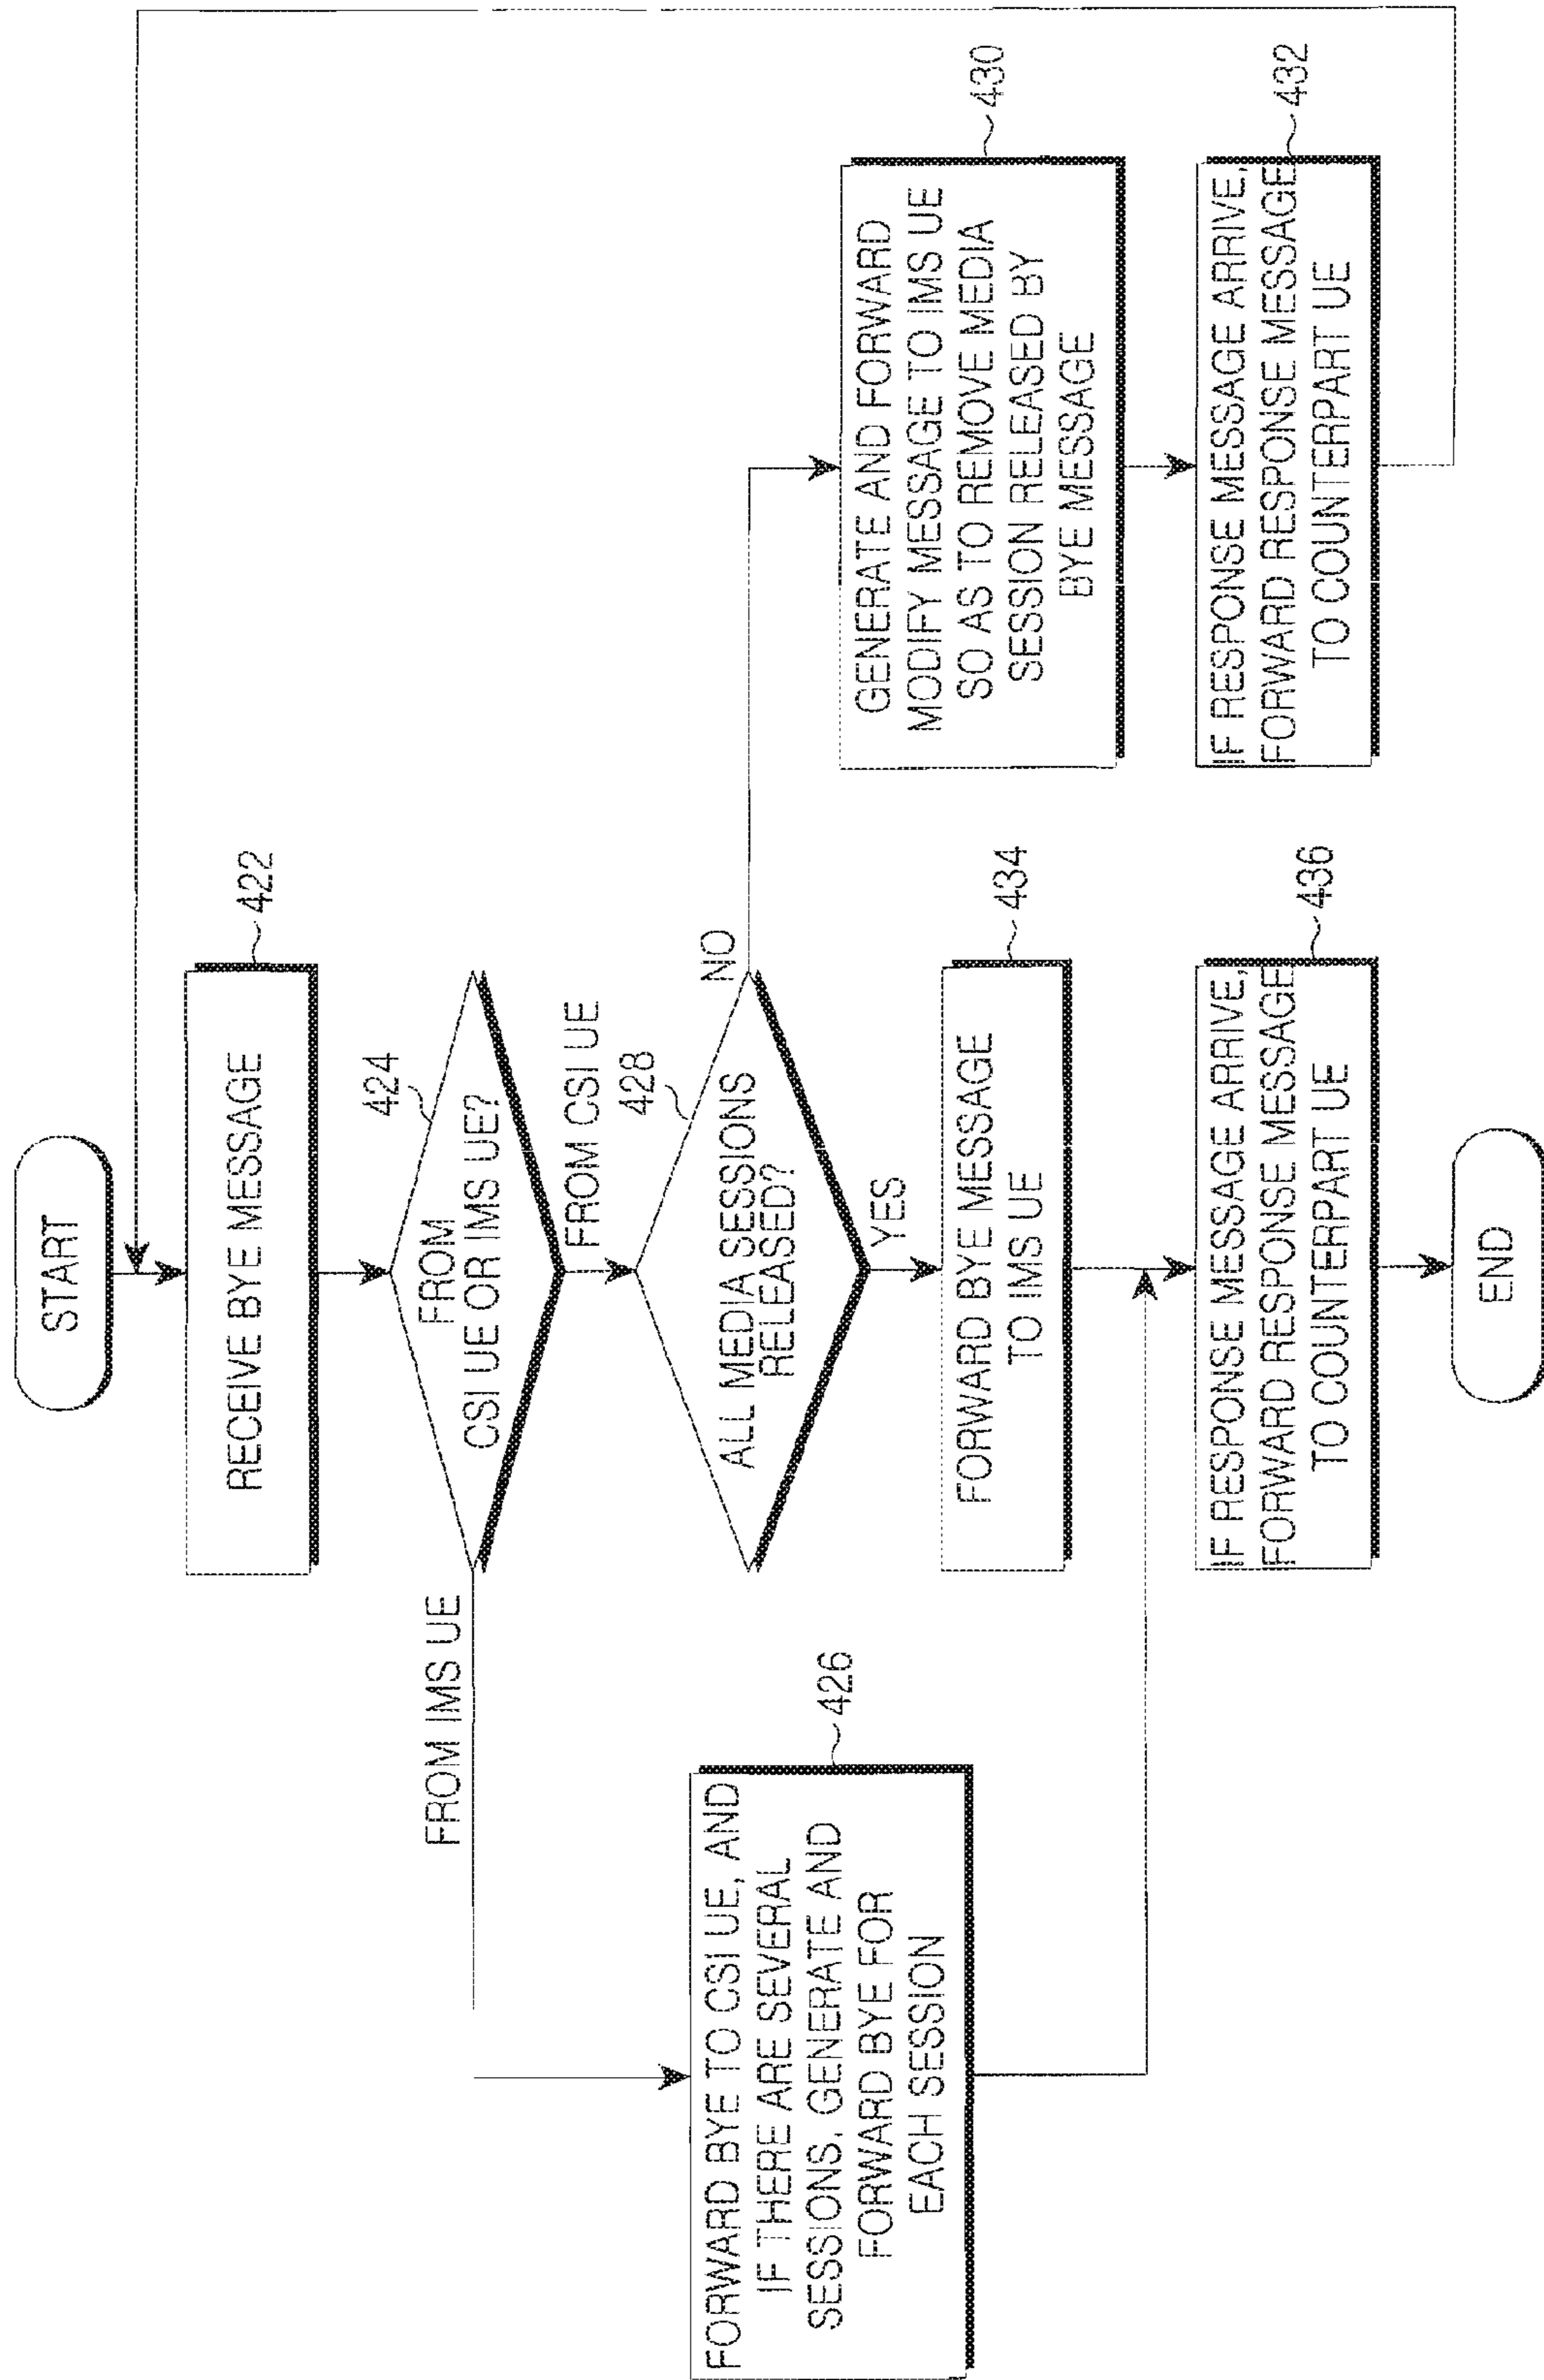 START
RECEIVE BYE MESSAGE
422
424
FROM
CSI UE OR IMS UE?
FROM IMS UE
FROM CSI UE
FORWARD BYE TO CSI UE, AND
IF THERE ARE SEVERAL
SESSIONS, GENERATE AND
FORWARD BYE FOR
EACH SESSION
426
428
ALL MEDIA SESSIONS
RELEASED?
NO
YES
GENERATE AND FORWARD
MODIFY MESSAGE TO IMS UE
SO AS TO REMOVE MEDIA
SESSION RELEASED BY
BYE MESSAGE
430
FORWARD BYE MESSAGE
TO IMS UE
434
IF RESPONSE MESSAGE ARRIVE,
FORWARD RESPONSE MESSAGE
TO COUNTERPART UE
436
IF RESPONSE MESSAGE ARRIVE,
FORWARD RESPONSE MESSAGE
TO COUNTERPART UE
432
END